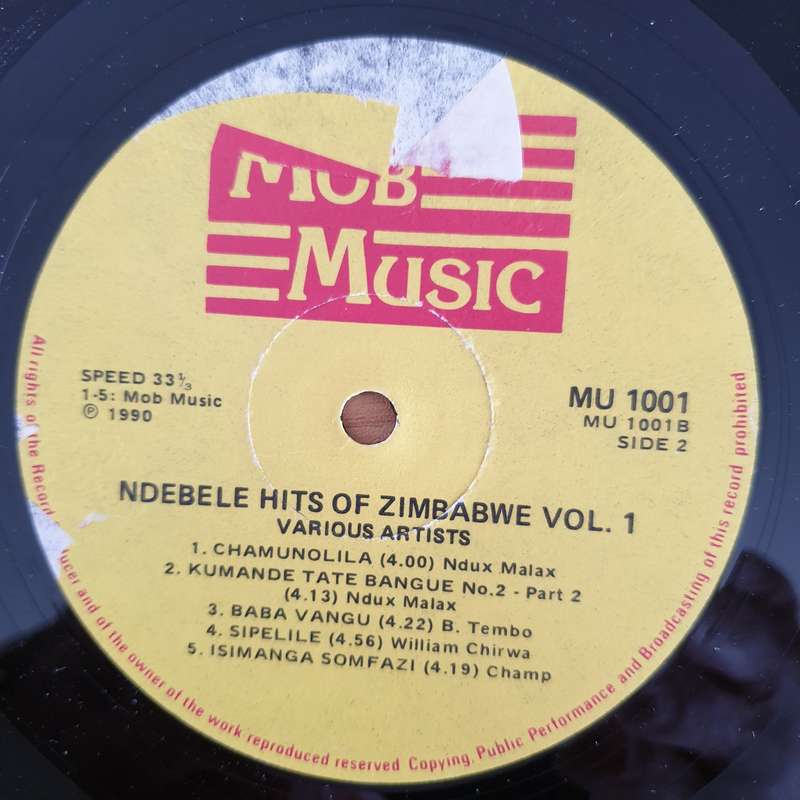 MOB
MUSIC
SPEED 33⅓
1-5: Mob Music
℗ 1990
MU 1001
MU 1001B
SIDE 2
NDEBELE HITS OF ZIMBABWE VOL. 1
VARIOUS ARTISTS
1. CHAMUNOLILA (4.00) Ndux Malax
2. KUMANDE TATE BANGUE No.2 - Part 2
(4.13) Ndux Malax
3. BABA VANGU (4.22) B. Tembo
4. SIPELILE (4.56) William Chirwa
5. ISIMANGA SOMFAZI (4.19) Champ
All rights of the Record ucer and of the owner of the work reproduced reserved Copying, Public Performance and Broadcasting of this record prohibited